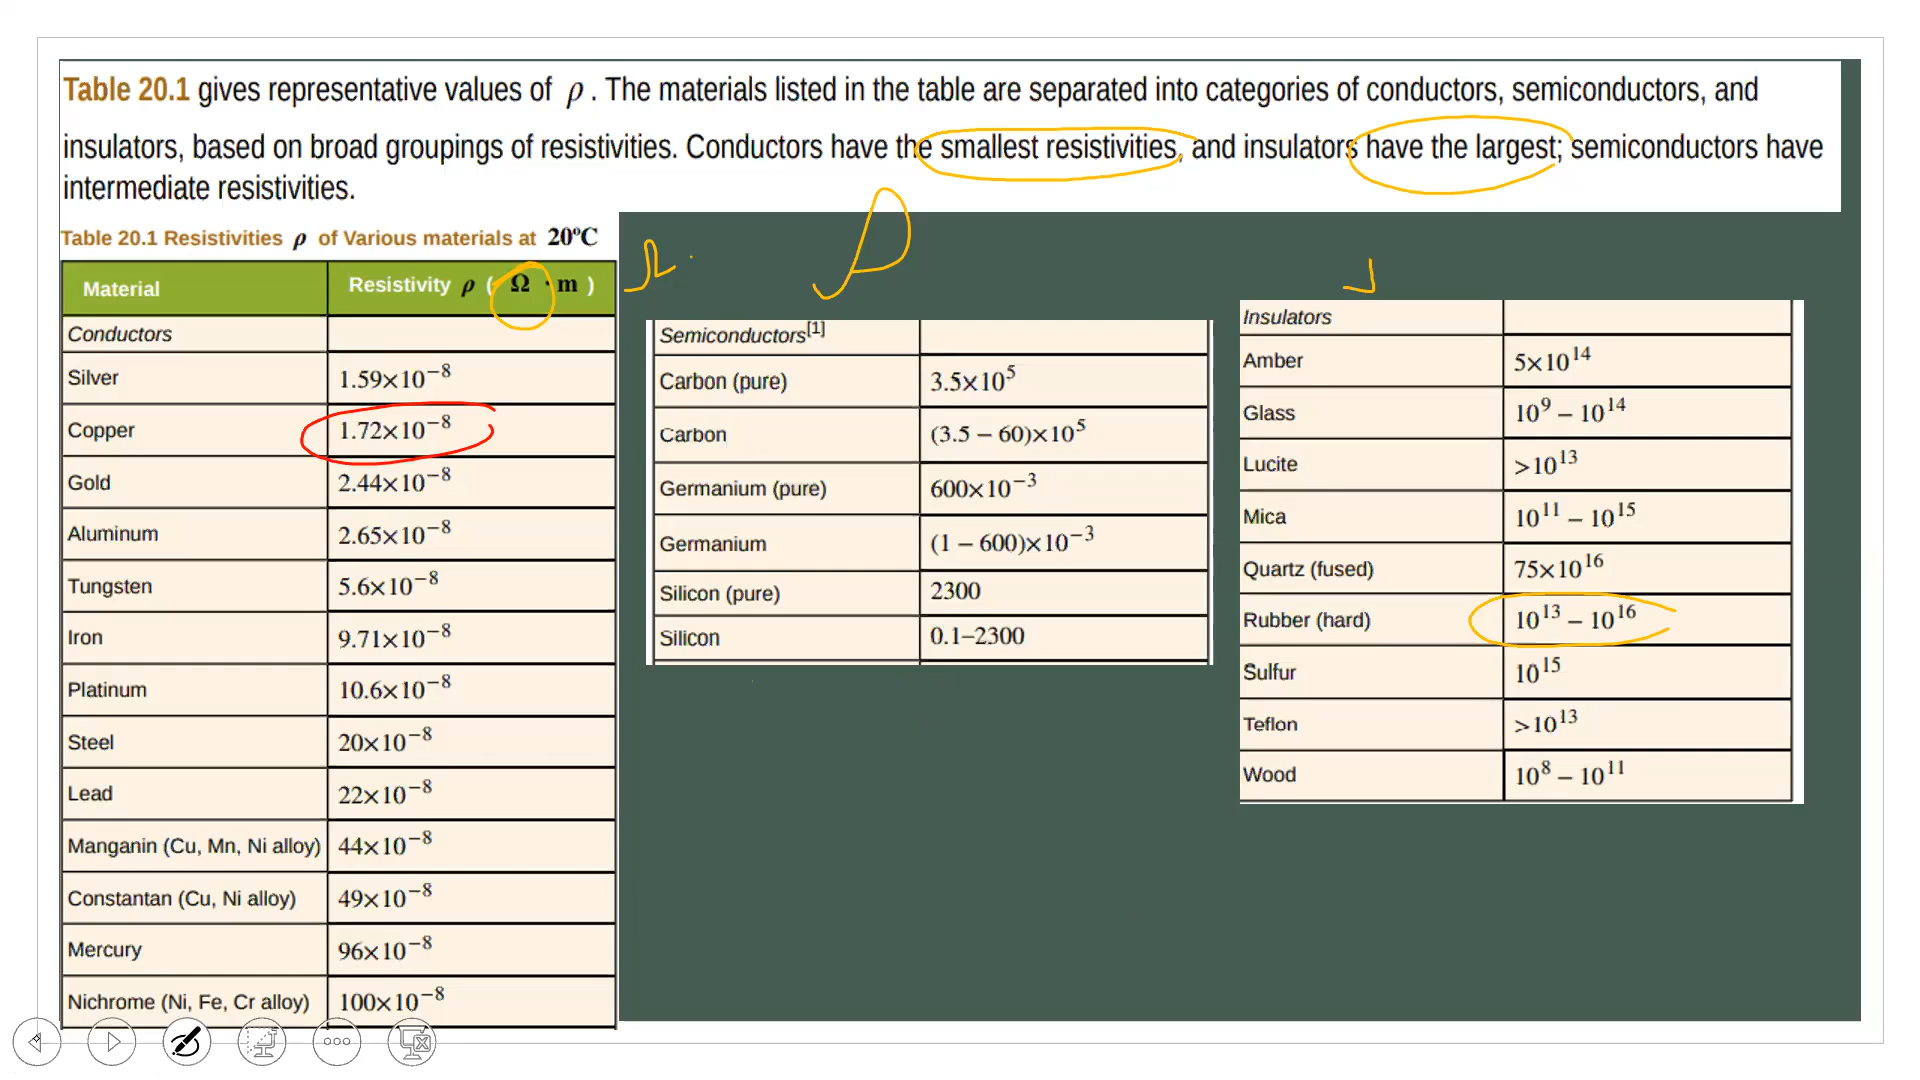 Table 20.1 gives representative values of ρ . The materials listed in the table are separated into categories of conductors, semiconductors, and
insulators, based on broad groupings of resistivities. Conductors have the smallest resistivities, and insulators have the largest; semiconductors have
intermediate resistivities.
Table 20.1 Resistivities ρ of Various materials at 20ºC
Material Resistivity ρ ( Ω · m )
Conductors
Silver 1.59×10⁻⁸
Copper 1.72×10⁻⁸
Gold 2.44×10⁻⁸
Aluminum 2.65×10⁻⁸
Tungsten 5.6×10⁻⁸
Iron 9.71×10⁻⁸
Platinum 10.6×10⁻⁸
Steel 20×10⁻⁸
Lead 22×10⁻⁸
Manganin (Cu, Mn, Ni alloy) 44×10⁻⁸
Constantan (Cu, Ni alloy) 49×10⁻⁸
Mercury 96×10⁻⁸
Nichrome (Ni, Fe, Cr alloy) 100×10⁻⁸
Ω
Semiconductors[1]
Carbon (pure) 3.5×10⁵
Carbon (3.5 – 60)×10⁵
Germanium (pure) 600×10⁻³
Germanium (1 – 600)×10⁻³
Silicon (pure) 2300
Silicon 0.1–2300
Insulators
Amber 5×10¹⁴
Glass 10⁹ – 10¹⁴
Lucite >10¹³
Mica 10¹¹ – 10¹⁵
Quartz (fused) 75×10¹⁶
Rubber (hard) 10¹³ – 10¹⁶
Sulfur 10¹⁵
Teflon >10¹³
Wood 10⁸ – 10¹¹